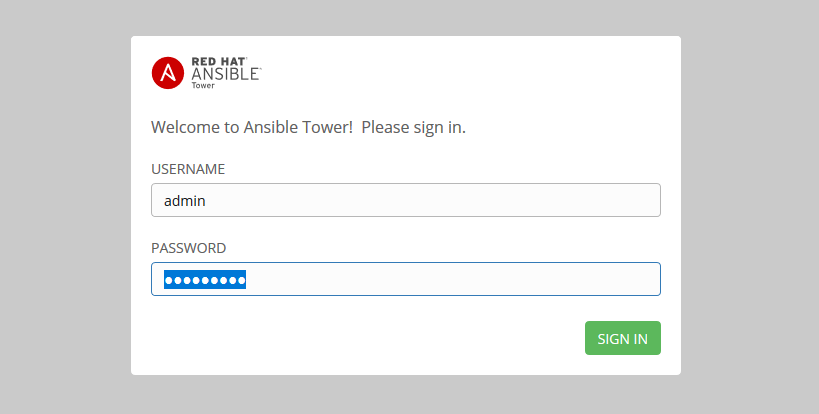 RED HAT
ANSIBLE
Tower
Welcome to Ansible Tower! Please sign in.
USERNAME
admin
PASSWORD
●●●●●●●●●
SIGN IN